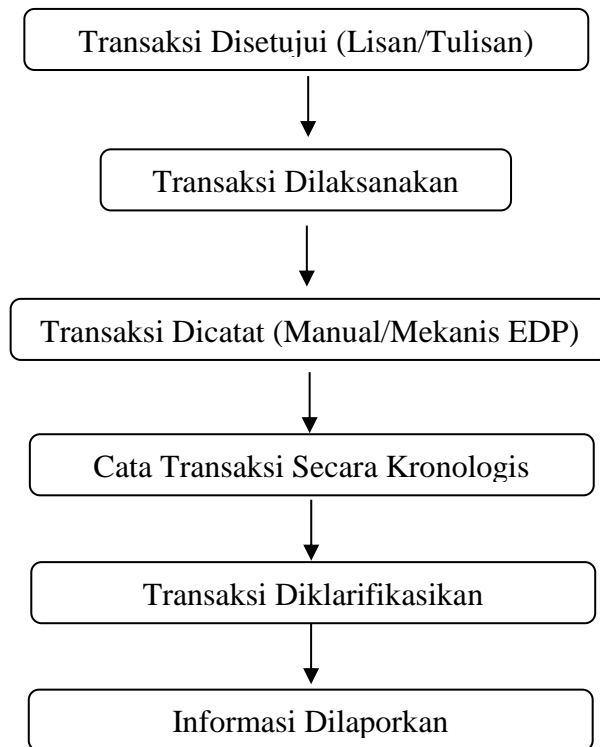 Transaksi Disetujui (Lisan/Tulisan)
Transaksi Dilaksanakan
Transaksi Dicatat (Manual/Mekanis EDP)
Cata Transaksi Secara Kronologis
Transaksi Diklarifikasikan
Informasi Dilaporkan